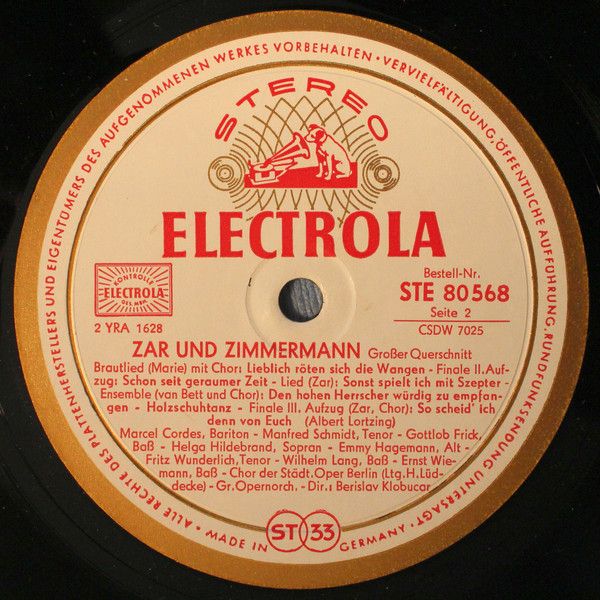 ALLE RECHTE DES PLATTENHERSTELLERS UND EIGENTÜMERS DES AUFGENOMMENEN WERKES VORBEHALTEN • VERVIELFÄLTIGUNG, ÖFFENTLICHE AUFFÜHRUNG, RUNDFUNKSENDUNG UNTERSAGT •
STEREO
ELECTROLA
KONTROLLE
ELECTROLA
GES.MBH.
2 YRA 1628
Bestell-Nr.
STE 80 568
Seite 2
CSDW 7025
ZAR UND ZIMMERMANN Großer Querschnitt
Brautlied (Marie) mit Chor: Lieblich röten sich die Wangen - Finale II.Auf-
zug: Schon seit geraumer Zeit - Lied (Zar): Sonst spielt ich mit Szepter -
Ensemble (van Bett und Chor): Den hohen Herrscher würdig zu empfan-
gen - Holzschuhtanz - Finale III. Aufzug (Zar, Chor): So scheid' ich
denn von Euch (Albert Lortzing)
Marcel Cordes, Bariton - Manfred Schmidt, Tenor - Gottlob Frick,
Baß - Helga Hildebrand, Sopran - Emmy Hagemann, Alt -
Fritz Wunderlich, Tenor - Wilhelm Lang, Baß - Ernst Wie-
mann, Baß - Chor der Städt. Oper Berlin (Ltg. H. Lüd-
decke) - Gr. Opernorch. - Dir.: Berislav Klobucar
MADE IN GERMANY
ST 33